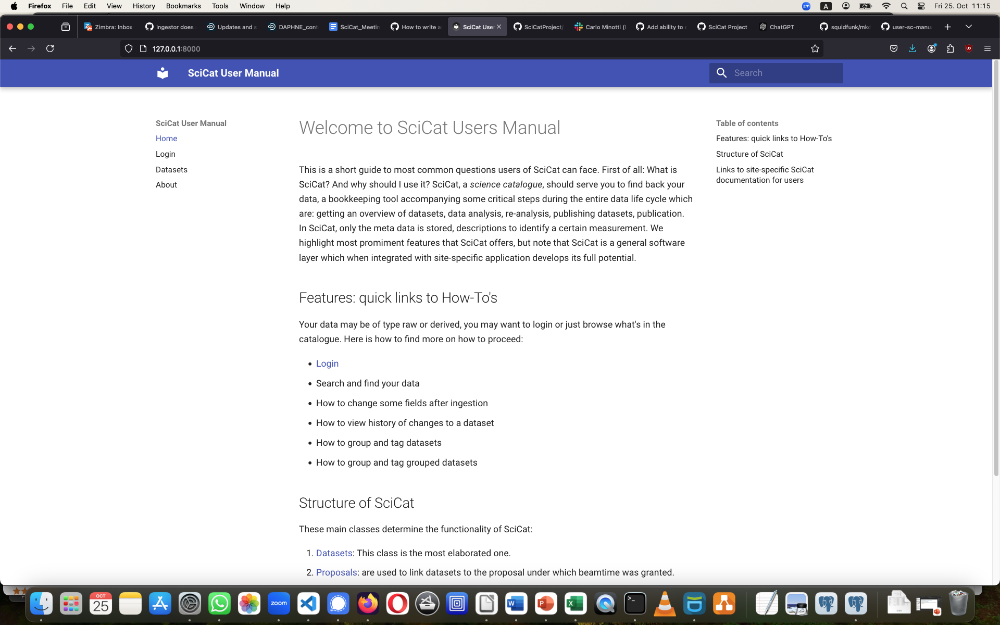 Firefox File Edit View History Bookmarks Tools Window Help zm A Fri 25. Oct 11:15
Zimbra: Inbox ingestor does Updates and s DAPHNE_cont SciCat_Meetin How to write a SciCat User SciCatProject/ Carlo Minotti ( Add ability to SciCat Project ChatGPT squidfunk/mkd user-sc-manua
127.0.0.1:8000
SciCat User Manual
Search
SciCat User Manual
Home
Login
Datasets
About
Welcome to SciCat Users Manual
This is a short guide to most common questions users of SciCat can face. First of all: What is
SciCat? And why should I use it? SciCat, a science catalogue, should serve you to find back your
data, a bookkeeping tool accompanying some critical steps during the entire data life cycle which
are: getting an overview of datasets, data analysis, re-analysis, publishing datasets, publication.
In SciCat, only the meta data is stored, descriptions to identify a certain measurement. We
highlight most promiment features that SciCat offers, but note that SciCat is a general software
layer which when integrated with site-specific application develops its full potential.
Features: quick links to How-To's
Your data may be of type raw or derived, you may want to login or just browse what's in the
catalogue. Here is how to find more on how to proceed:
• Login
• Search and find your data
• How to change some fields after ingestion
• How to view history of changes to a dataset
• How to group and tag datasets
• How to group and tag grouped datasets
Structure of SciCat
These main classes determine the functionality of SciCat:
1. Datasets: This class is the most elaborated one.
2. Proposals: are used to link datasets to the proposal under which beamtime was granted.
Table of contents
Features: quick links to How-To's
Structure of SciCat
Links to site-specific SciCat
documentation for users
OCT
25
zoom
W
P
X
CSV